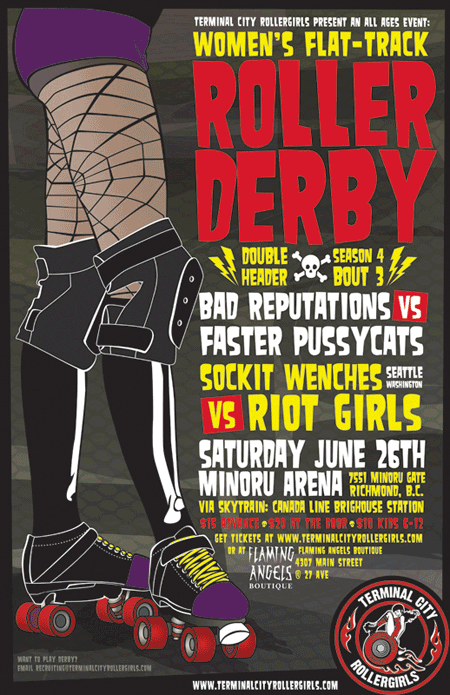 TERMINAL CITY ROLLERGIRLS PRESENT AN ALL AGES EVENT:
WOMEN'S FLAT-TRACK
ROLLER
DERBY
DOUBLE HEADER
SEASON 4 BOUT 3
BAD REPUTATIONS VS
FASTER PUSSYCATS
SOCKIT WENCHES SEATTLE WASHINGTON
VS RIOT GIRLS
SATURDAY JUNE 26TH
MINORU ARENA 7551 MINORU GATE RICHMOND, B.C.
VIA SKYTRAIN: CANADA LINE BRIGHOUSE STATION
$15 ADVANCE • $20 AT THE DOOR • $10 KIDS 6-12
GET TICKETS AT WWW.TERMINALCITYROLLERGIRLS.COM
OR AT FLAMING ANGELS BOUTIQUE
FLAMING ANGELS BOUTIQUE
4307 MAIN STREET
@ 27 AVE
TERMINAL CITY
ROLLERGIRLS
WANT TO PLAY DERBY?
EMAIL RECRUITING@TERMINALCITYROLLERGIRLS.COM
WWW.TERMINALCITYROLLERGIRLS.COM